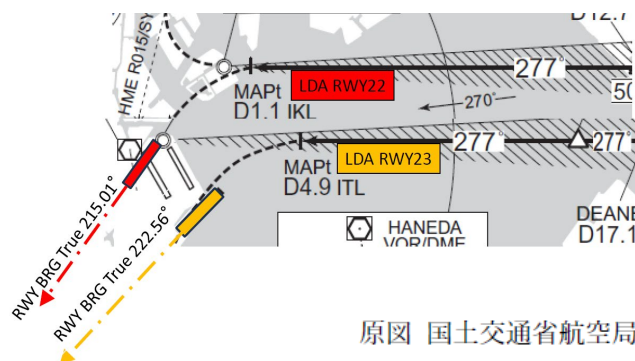 D12.7
HME R015/SY
277°
LDA RWY22
MAPt
D1.1 IKL
270°
50
277°
277°
LDA RWY23
MAPt
D4.9 ITL
DEANE
D17.1
HANEDA
VOR/DME
RWY BRG True 215.01°
RWY BRG True 222.56°
原図 国土交通省航空局